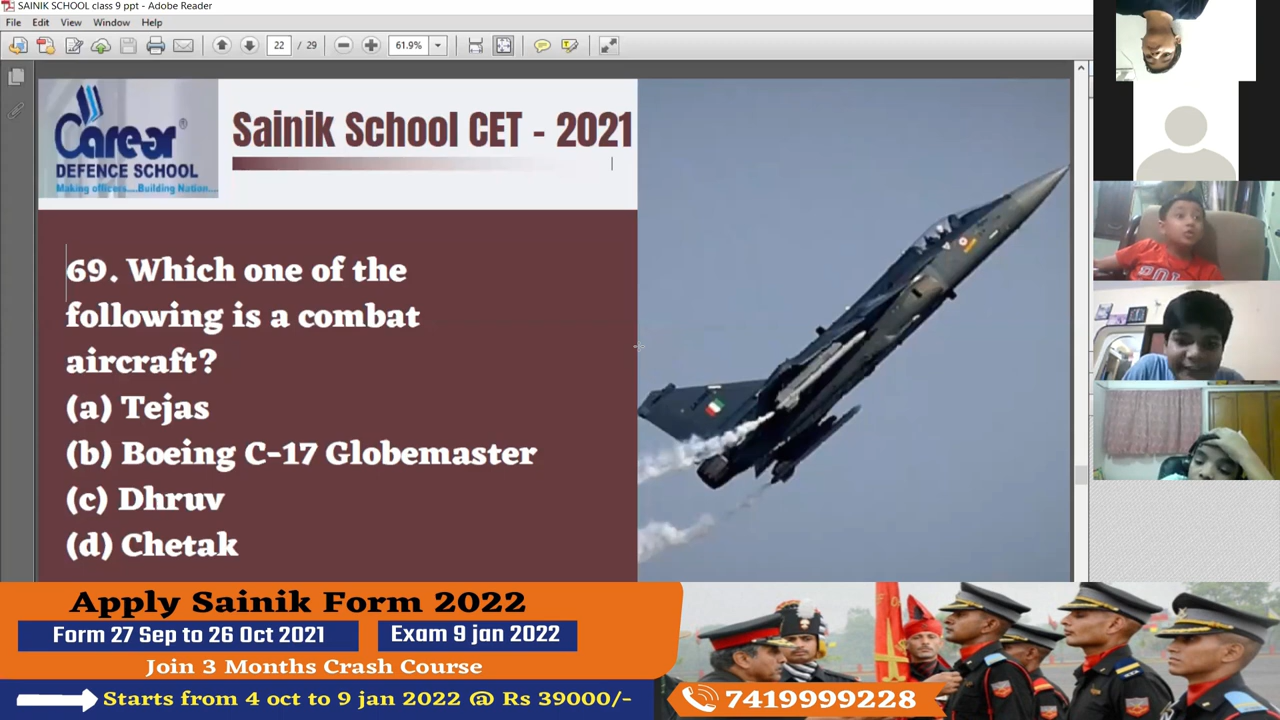 SAINIK SCHOOL class 9 ppt - Adobe Reader
File Edit View Window Help
22 / 29 61.9%
Career®
DEFENCE SCHOOL
Making officers....Building Nation....
Sainik School CET - 2021
69. Which one of the
following is a combat
aircraft?
(a) Tejas
(b) Boeing C-17 Globemaster
(c) Dhruv
(d) Chetak
Apply Sainik Form 2022
Form 27 Sep to 26 Oct 2021 Exam 9 jan 2022
Join 3 Months Crash Course
Starts from 4 oct to 9 jan 2022 @ Rs 39000/-
7419999228